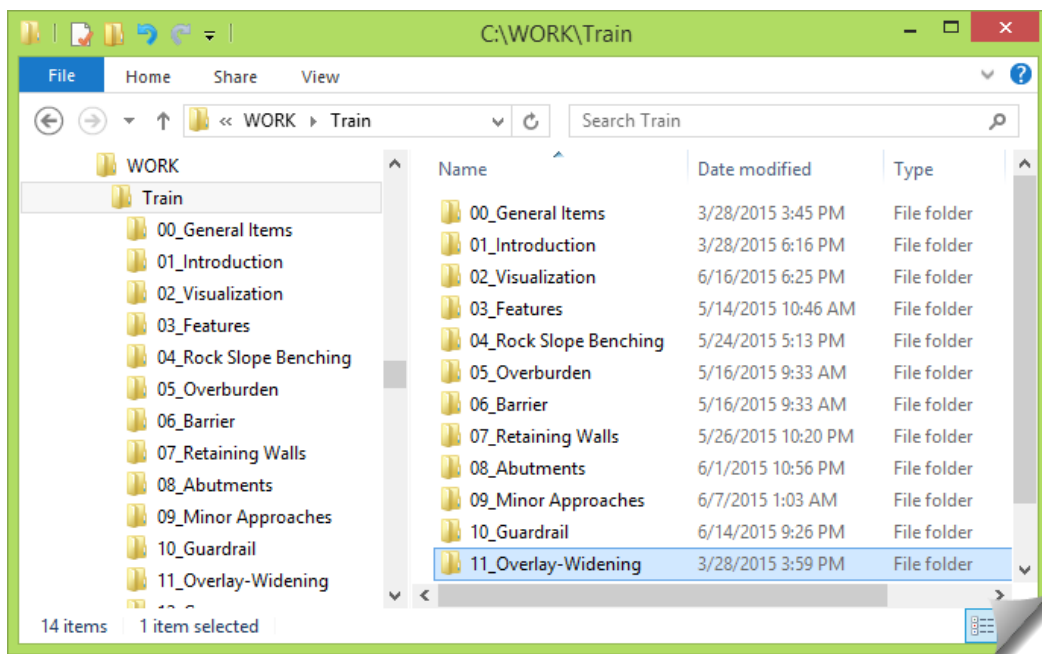 C:\WORK\Train
File Home Share View
« WORK Train Search Train
WORK
Train
00_General Items
01_Introduction
02_Visualization
03_Features
04_Rock Slope Benching
05_Overburden
06_Barrier
07_Retaining Walls
08_Abutments
09_Minor Approaches
10_Guardrail
11_Overlay-Widening
Name Date modified Type
00_General Items 3/28/2015 3:45 PM File folder
01_Introduction 3/28/2015 6:16 PM File folder
02_Visualization 6/16/2015 6:25 PM File folder
03_Features 5/14/2015 10:46 AM File folder
04_Rock Slope Benching 5/24/2015 5:13 PM File folder
05_Overburden 5/16/2015 9:33 AM File folder
06_Barrier 5/16/2015 9:33 AM File folder
07_Retaining Walls 5/26/2015 10:20 PM File folder
08_Abutments 6/1/2015 10:56 PM File folder
09_Minor Approaches 6/7/2015 1:03 AM File folder
10_Guardrail 6/14/2015 9:26 PM File folder
11_Overlay-Widening 3/28/2015 3:59 PM File folder
14 items 1 item selected